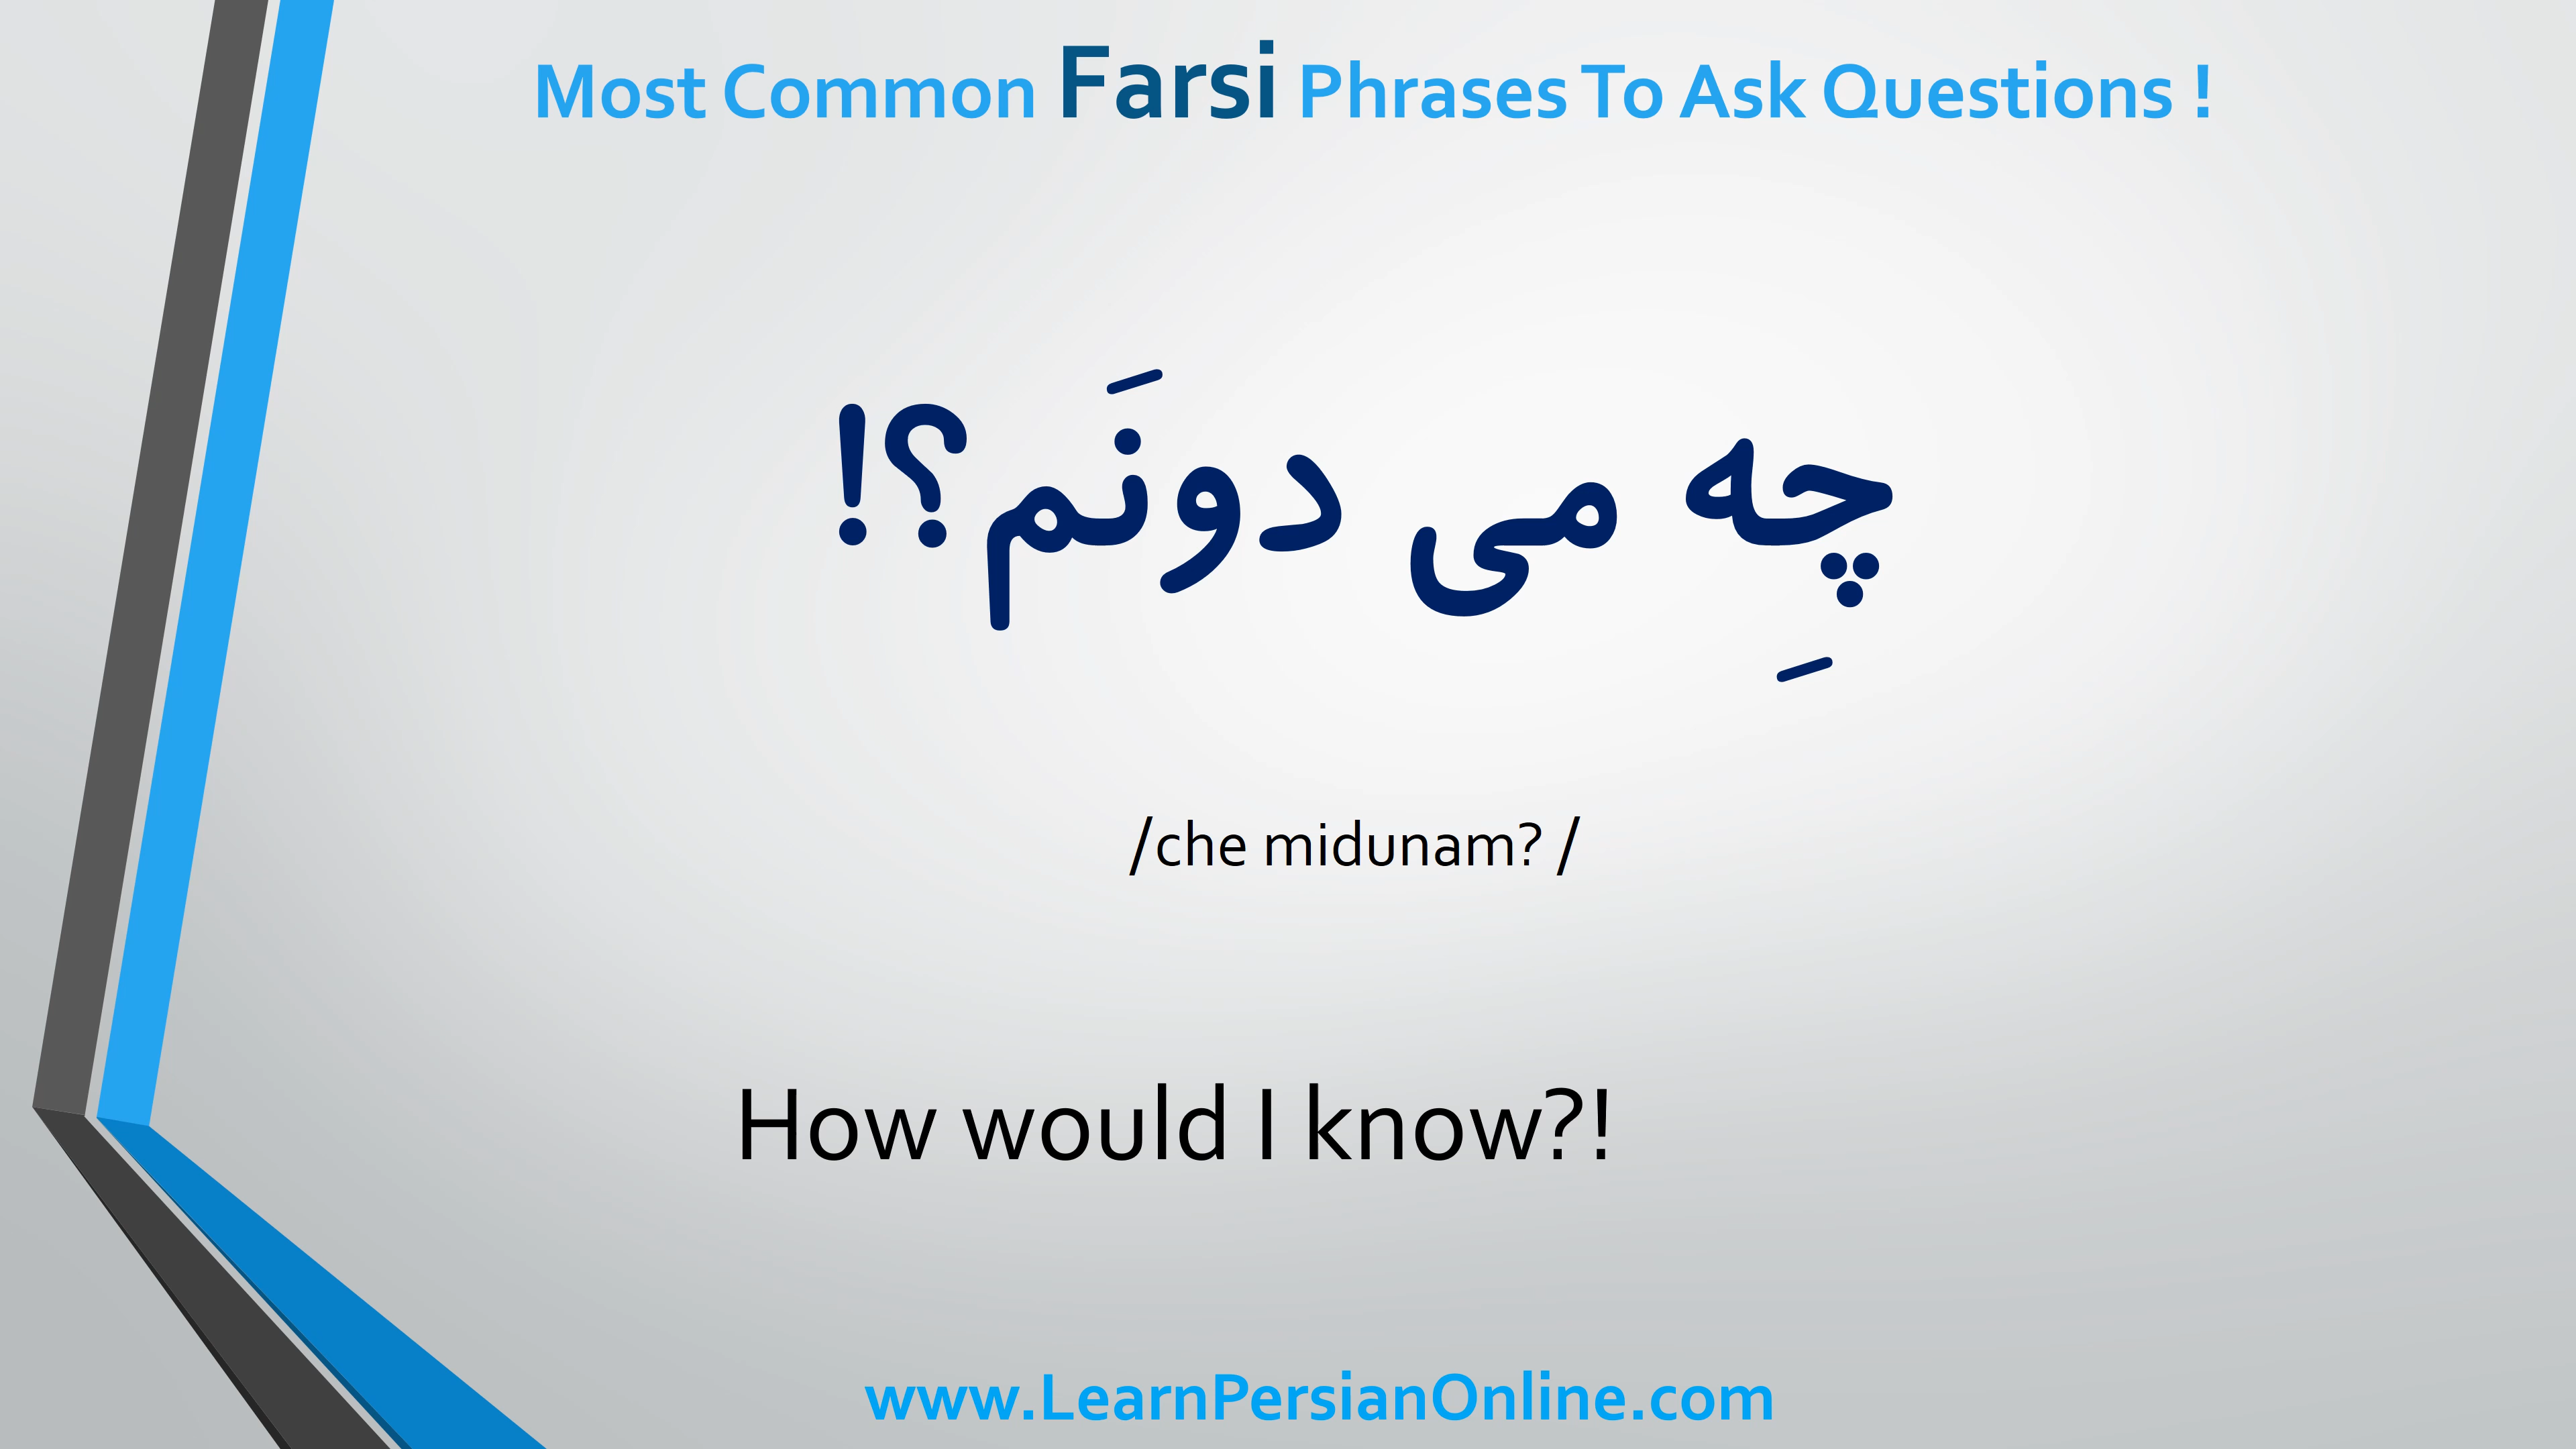 Most Common Farsi Phrases To Ask Questions !
چِه می دونَم؟!
/che midunam? /
How would I know?!
www.LearnPersianOnline.com